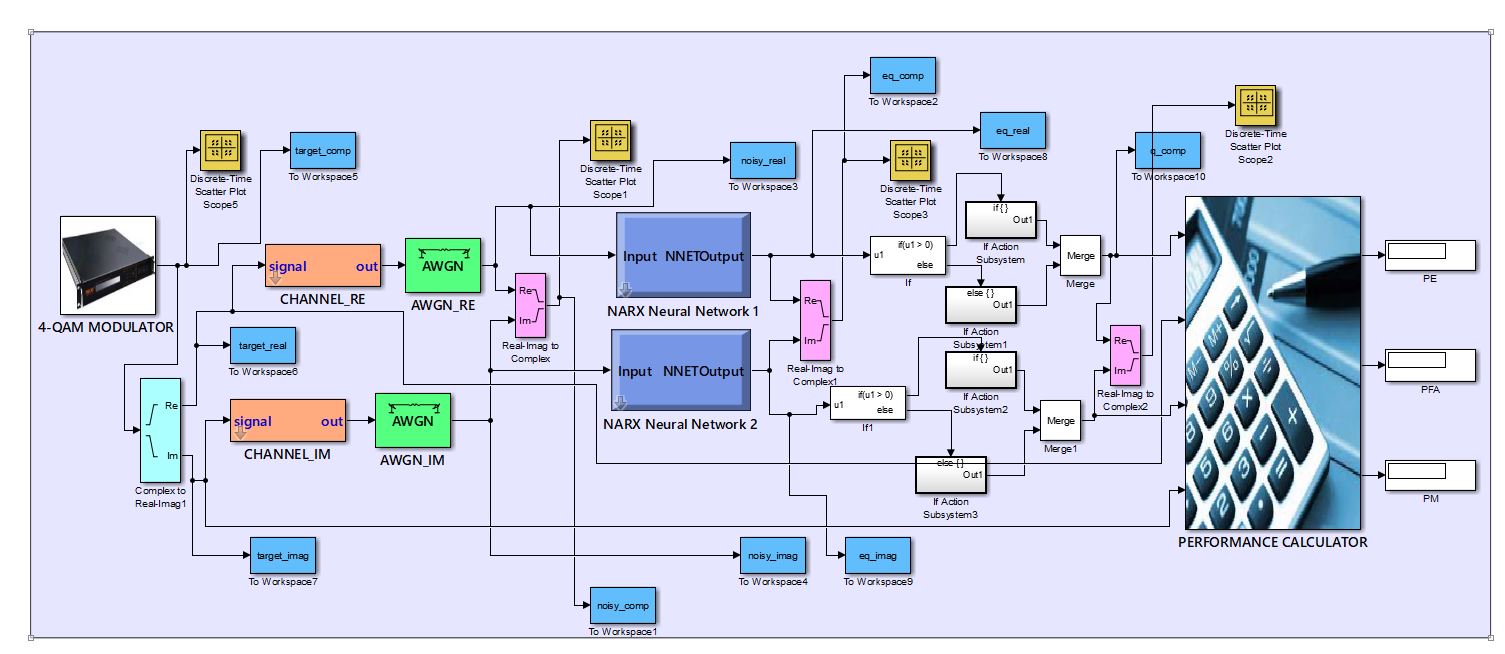 eq_comp
To Workspace2
Discrete-Time
Scatter Plot
Scope2
target_comp
To Workspace5
Discrete-Time
Scatter Plot
Scope5
Discrete-Time
Scatter Plot
Scope1
noisy_real
To Workspace3
eq_real
To Workspace8
Discrete-Time
Scatter Plot
Scope3
q_comp
To Workspace10
4-QAM MODULATOR
signal out
CHANNEL_RE
AWGN
AWGN_RE
Re
Im
Real-Imag to
Complex
Input NNETOutput
NARX Neural Network 1
Re
Im
Real-Imag to
Complex1
u1
if(u1 > 0)
else
If
if { }
Out1
If Action
Subsystem
else { }
Out1
If Action
Subsystem1
Merge
Merge
PE
target_real
To Workspace6
Re
Im
Complex to
Real-Imag1
signal out
CHANNEL_IM
AWGN
AWGN_IM
Input NNETOutput
NARX Neural Network 2
u1
if(u1 > 0)
else
If1
if { }
Out1
If Action
Subsystem2
else { }
Out1
If Action
Subsystem3
Merge
Merge1
Re
Im
Real-Imag to
Complex2
PFA
PM
PERFORMANCE CALCULATOR
target_imag
To Workspace7
noisy_imag
To Workspace4
eq_imag
To Workspace9
noisy_comp
To Workspace1